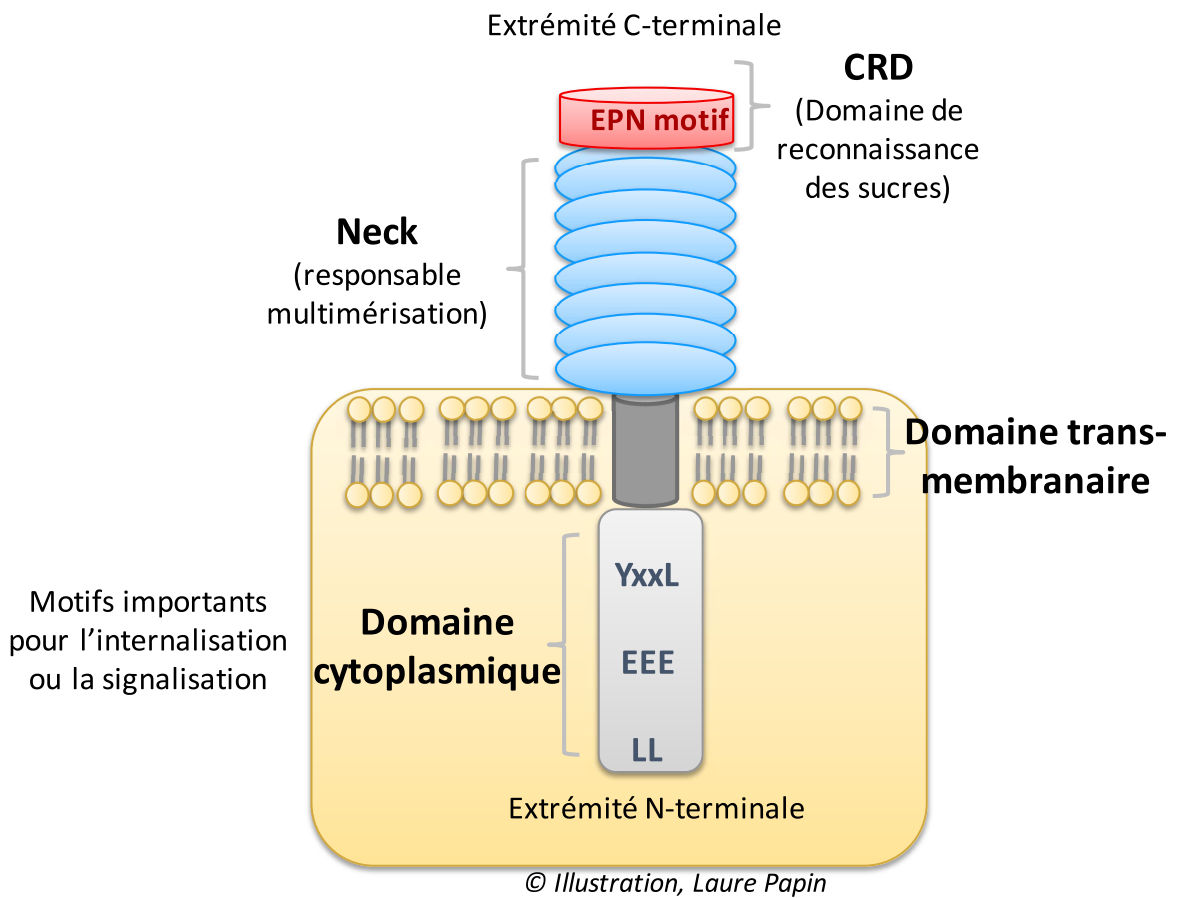 Extrémité C-terminale
CRD
(Domaine de
reconnaissance
des sucres)
EPN motif
Neck
(responsable
multimérisation)
Domaine trans-
membranaire
YxxL
EEE
LL
Domaine
cytoplasmique
Motifs importants
pour l’internalisation
ou la signalisation
Extrémité N-terminale
© Illustration, Laure Papin